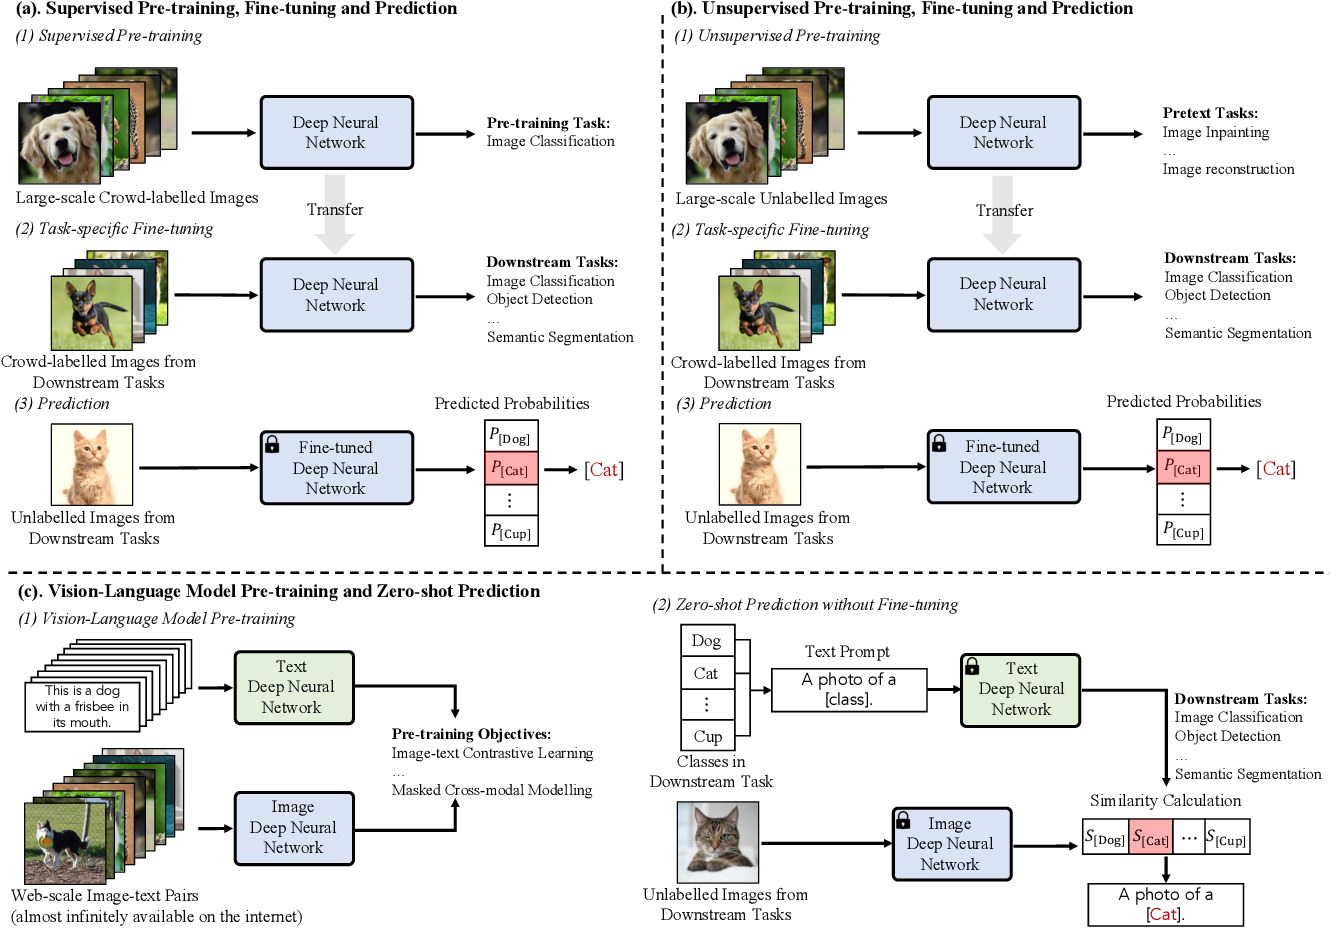 (a). Supervised Pre-training, Fine-tuning and Prediction
(1) Supervised Pre-training
Deep Neural
Network
Pre-training Task:
Image Classification
Large-scale Crowd-labelled Images
Transfer
(2) Task-specific Fine-tuning
Deep Neural
Network
Downstream Tasks:
Image Classification
Object Detection
...
Semantic Segmentation
Crowd-labelled Images from
Downstream Tasks
(3) Prediction
Predicted Probabilities
Fine-tuned
Deep Neural
Network
P[Dog]
P[Cat]
⋮
P[Cup]
[Cat]
Unlabelled Images from
Downstream Tasks
(b). Unsupervised Pre-training, Fine-tuning and Prediction
(1) Unsupervised Pre-training
Deep Neural
Network
Pretext Tasks:
Image Inpainting
...
Image reconstruction
Large-scale Unlabelled Images
Transfer
(2) Task-specific Fine-tuning
Deep Neural
Network
Downstream Tasks:
Image Classification
Object Detection
...
Semantic Segmentation
Crowd-labelled Images from
Downstream Tasks
(3) Prediction
Predicted Probabilities
Fine-tuned
Deep Neural
Network
P[Dog]
P[Cat]
⋮
P[Cup]
[Cat]
Unlabelled Images from
Downstream Tasks
(c). Vision-Language Model Pre-training and Zero-shot Prediction
(1) Vision-Language Model Pre-training
This is a dog
with a frisbee in
its mouth.
Text
Deep Neural
Network
Pre-training Objectives:
Image-text Contrastive Learning
...
Masked Cross-modal Modelling
Image
Deep Neural
Network
Web-scale Image-text Pairs
(almost infinitely available on the internet)
(2) Zero-shot Prediction without Fine-tuning
Dog
Cat
⋮
Cup
Classes in
Downstream Task
Text Prompt
A photo of a
[class].
Text
Deep Neural
Network
Downstream Tasks:
Image Classification
Object Detection
...
Semantic Segmentation
Similarity Calculation
Image
Deep Neural
Network
S[Dog] S[Cat] ... S[Cup]
Unlabelled Images from
Downstream Tasks
A photo of a
[Cat].